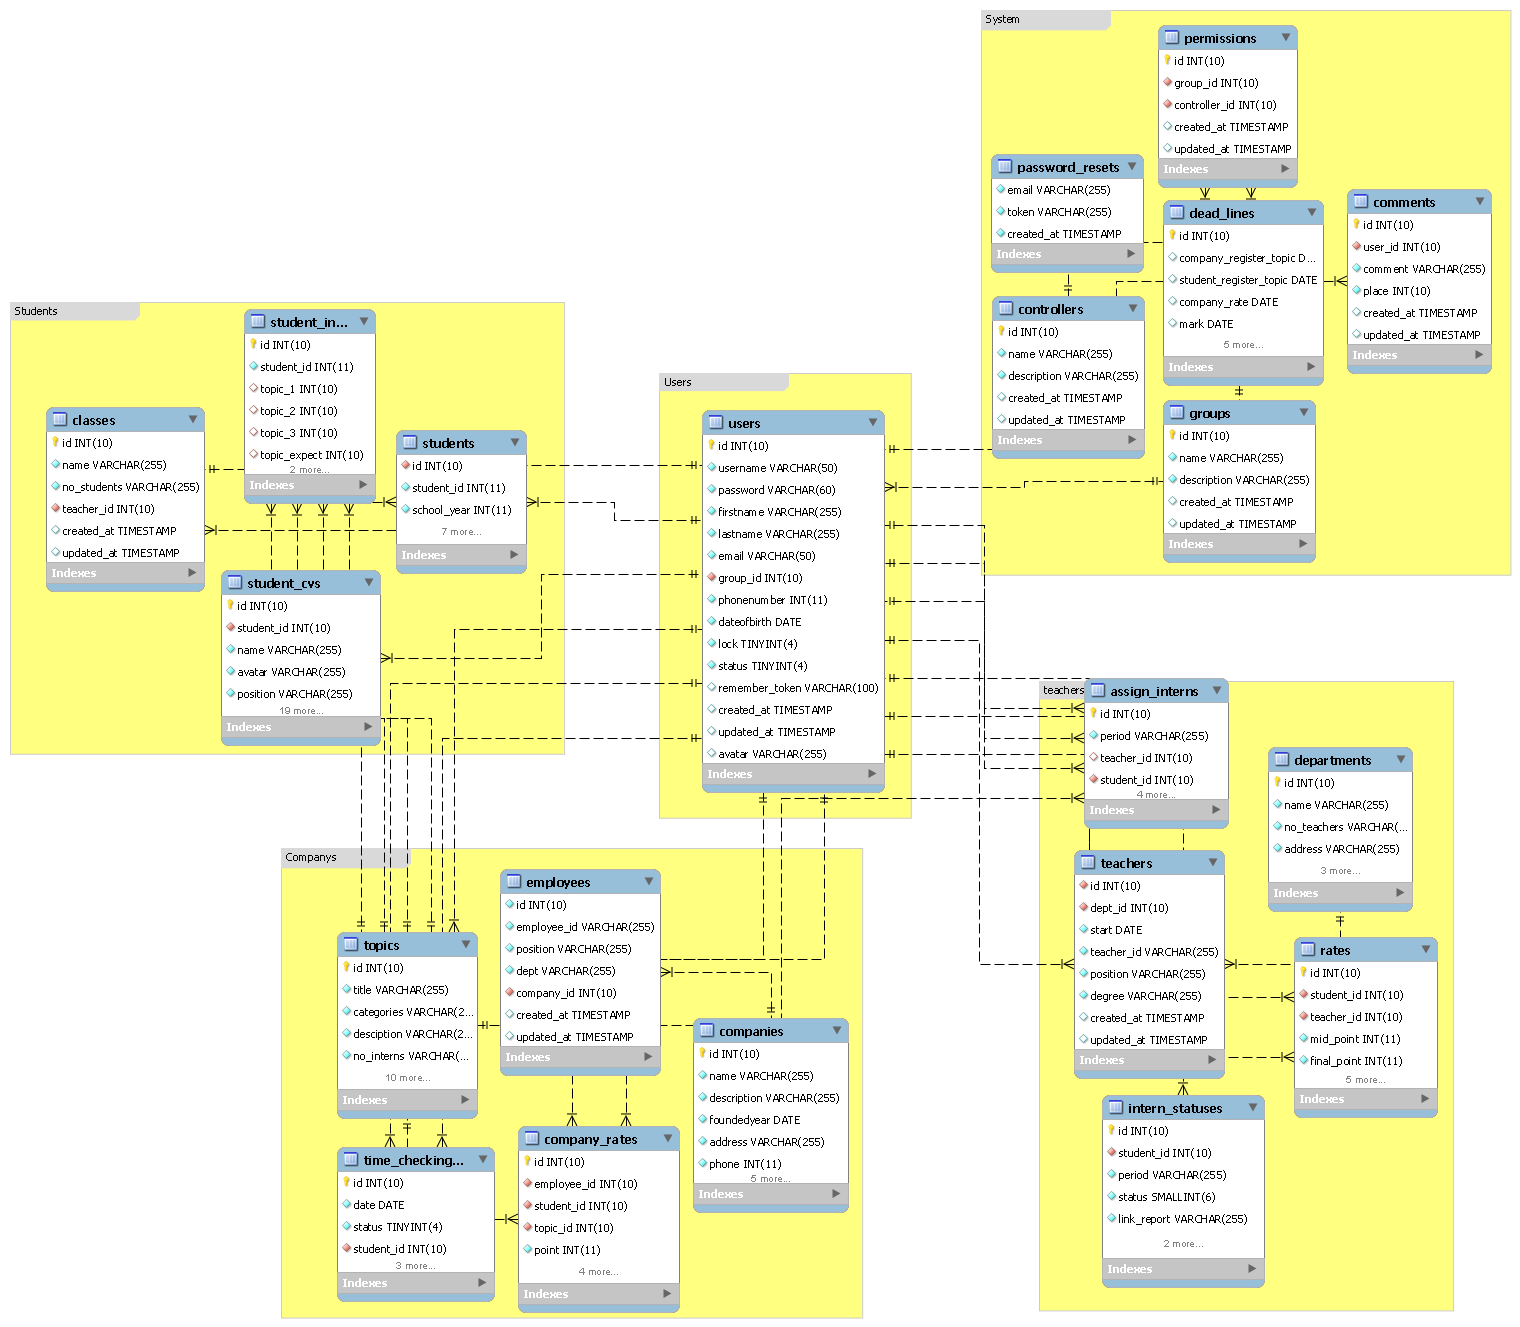 System
permissions
id INT(10)
group_id INT(10)
controller_id INT(10)
created_at TIMESTAMP
updated_at TIMESTAMP
Indexes
password_resets
email VARCHAR(255)
token VARCHAR(255)
created_at TIMESTAMP
Indexes
dead_lines
id INT(10)
company_register_topic D...
student_register_topic DATE
company_rate DATE
mark DATE
5 more...
Indexes
comments
id INT(10)
user_id INT(10)
comment VARCHAR(255)
place INT(10)
created_at TIMESTAMP
updated_at TIMESTAMP
Indexes
controllers
id INT(10)
name VARCHAR(255)
description VARCHAR(255)
created_at TIMESTAMP
updated_at TIMESTAMP
Indexes
groups
id INT(10)
name VARCHAR(255)
description VARCHAR(255)
created_at TIMESTAMP
updated_at TIMESTAMP
Indexes
Students
student_in...
id INT(10)
student_id INT(11)
topic_1 INT(10)
topic_2 INT(10)
topic_3 INT(10)
topic_expect INT(10)
2 more...
Indexes
classes
id INT(10)
name VARCHAR(255)
no_students VARCHAR(255)
teacher_id INT(10)
created_at TIMESTAMP
updated_at TIMESTAMP
Indexes
students
id INT(10)
student_id INT(11)
school_year INT(11)
7 more...
Indexes
student_cvs
id INT(10)
student_id INT(10)
name VARCHAR(255)
avatar VARCHAR(255)
position VARCHAR(255)
19 more...
Indexes
Users
users
id INT(10)
username VARCHAR(50)
password VARCHAR(60)
firstname VARCHAR(255)
lastname VARCHAR(255)
email VARCHAR(50)
group_id INT(10)
phonenumber INT(11)
dateofbirth DATE
lock TINYINT(4)
status TINYINT(4)
remember_token VARCHAR(100)
created_at TIMESTAMP
updated_at TIMESTAMP
avatar VARCHAR(255)
Indexes
teachers
assign_interns
id INT(10)
period VARCHAR(255)
teacher_id INT(10)
student_id INT(10)
4 more...
Indexes
departments
id INT(10)
name VARCHAR(255)
no_teachers VARCHAR(...
address VARCHAR(255)
3 more...
Indexes
teachers
id INT(10)
dept_id INT(10)
start DATE
teacher_id VARCHAR(255)
position VARCHAR(255)
degree VARCHAR(255)
created_at TIMESTAMP
updated_at TIMESTAMP
Indexes
rates
id INT(10)
student_id INT(10)
teacher_id INT(10)
mid_point INT(11)
final_point INT(11)
5 more...
Indexes
intern_statuses
id INT(10)
student_id INT(10)
period VARCHAR(255)
status SMALLINT(6)
link_report VARCHAR(255)
2 more...
Indexes
Companys
employees
id INT(10)
employee_id VARCHAR(255)
position VARCHAR(255)
dept VARCHAR(255)
company_id INT(10)
created_at TIMESTAMP
updated_at TIMESTAMP
Indexes
topics
id INT(10)
title VARCHAR(255)
categories VARCHAR(2...
desciption VARCHAR(2...
no_interns VARCHAR(...
10 more...
Indexes
companies
id INT(10)
name VARCHAR(255)
description VARCHAR(255)
foundedyear DATE
address VARCHAR(255)
phone INT(11)
5 more...
Indexes
time_checking...
id INT(10)
date DATE
status TINYINT(4)
student_id INT(10)
3 more...
Indexes
company_rates
id INT(10)
employee_id INT(10)
student_id INT(10)
topic_id INT(10)
point INT(11)
4 more...
Indexes